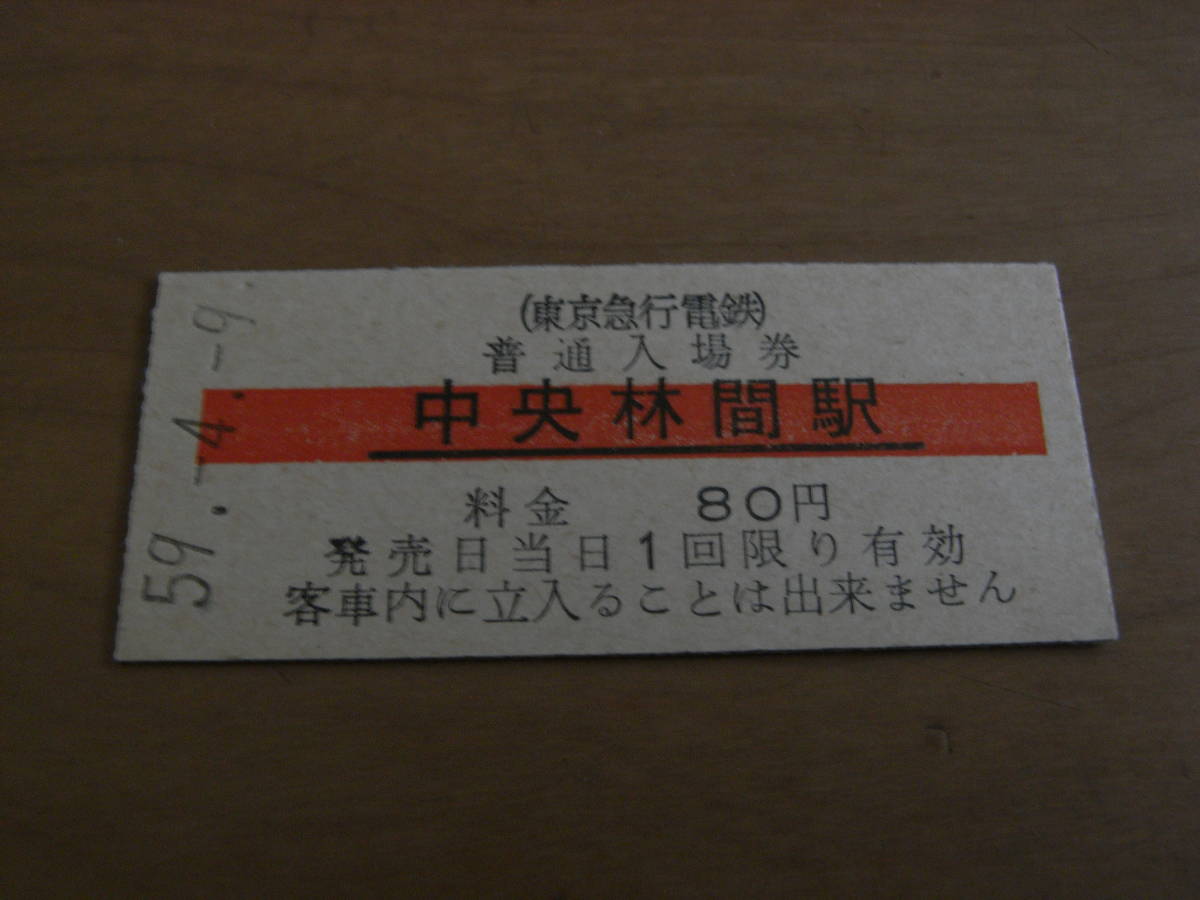 (東京急行電鉄)
普通入場券
中央林間駅
料金 80円
発売日当日1回限り有効
客車内に立入ることは出来ません
59.-4.-9